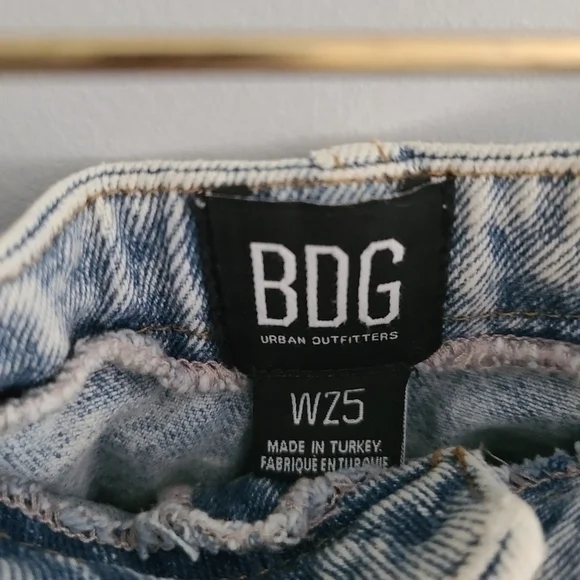 BDG
URBAN OUTFITTERS
W25
MADE IN TURKEY
FABRIQUÉ EN TURQUIE